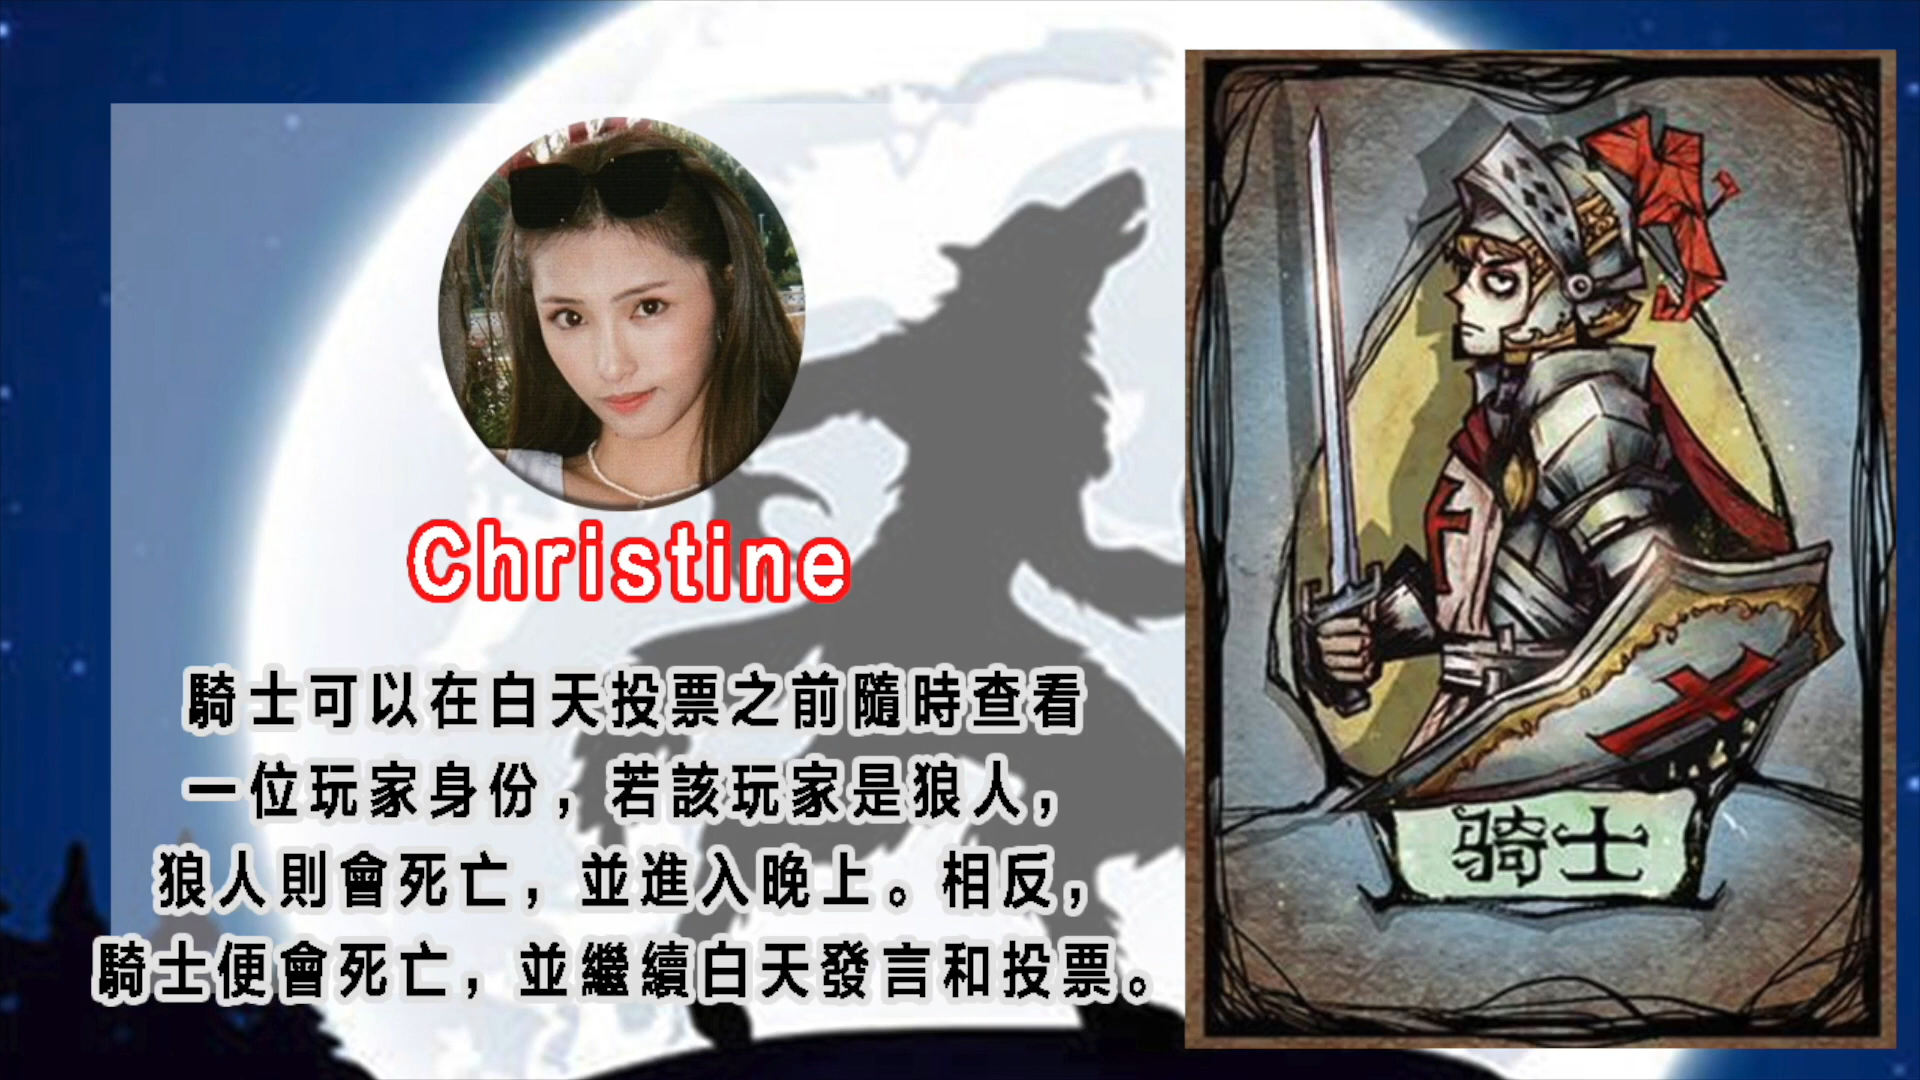 Christine
騎士可以在白天投票之前隨時查看
一位玩家身份，若該玩家是狼人，
狼人則會死亡，並進入晚上。相反，
騎士便會死亡，並繼續白天發言和投票。
骑士